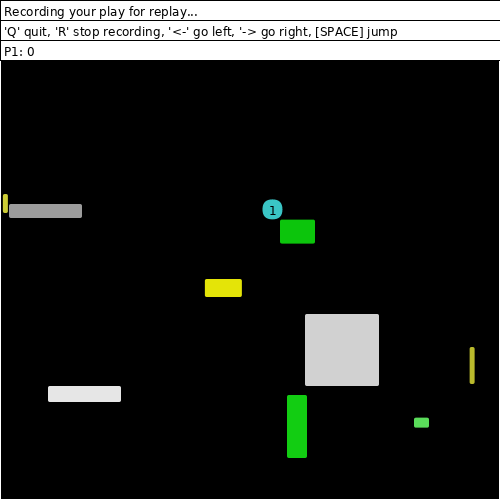 Recording your play for replay...
'Q' quit, 'R' stop recording, '<-' go left, '-> go right, [SPACE] jump
P1: 0
1